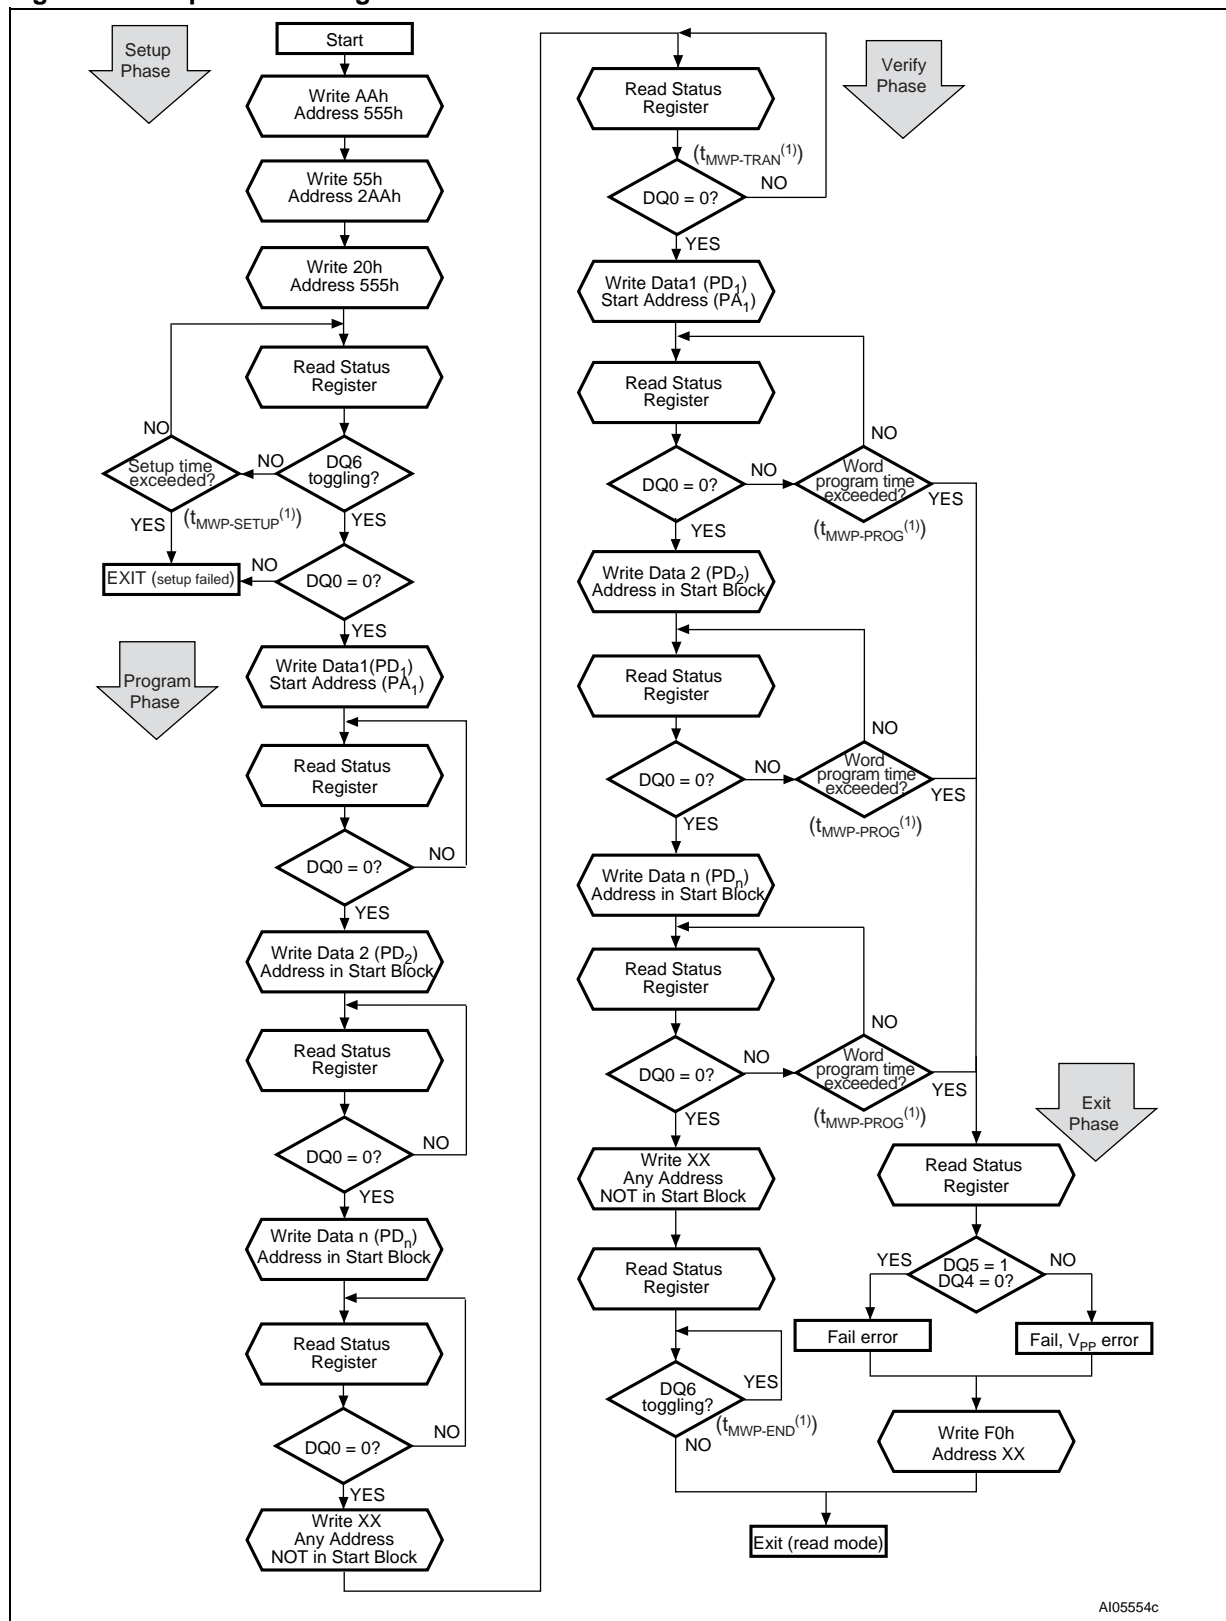 Setup
Phase
Start
Write AAh
Address 555h
Write 55h
Address 2AAh
Write 20h
Address 555h
Read Status
Register
NO
Setup time
exceeded?
NO
DQ6
toggling?
YES
(tMWP-SETUP(1))
YES
EXIT (setup failed)
NO
DQ0 = 0?
YES
Program
Phase
Write Data1(PD1)
Start Address (PA1)
Read Status
Register
DQ0 = 0?
NO
YES
Write Data 2 (PD2)
Address in Start Block
Read Status
Register
DQ0 = 0?
NO
YES
Write Data n (PDn)
Address in Start Block
Read Status
Register
DQ0 = 0?
NO
YES
Write XX
Any Address
NOT in Start Block
Verify
Phase
Read Status
Register
(tMWP-TRAN(1))
DQ0 = 0?
NO
YES
Write Data1 (PD1)
Start Address (PA1)
Read Status
Register
NO
DQ0 = 0?
NO
Word
program time
exceeded?
YES
(tMWP-PROG(1))
YES
Write Data 2 (PD2)
Address in Start Block
Read Status
Register
NO
DQ0 = 0?
NO
Word
program time
exceeded?
YES
(tMWP-PROG(1))
YES
Write Data n (PDn)
Address in Start Block
Read Status
Register
NO
DQ0 = 0?
NO
Word
program time
exceeded?
YES
(tMWP-PROG(1))
YES
Write XX
Any Address
NOT in Start Block
Read Status
Register
DQ6
toggling?
YES
(tMWP-END(1))
NO
Exit
Phase
Read Status
Register
YES
DQ5 = 1
DQ4 = 0?
NO
Fail error
Fail, VPP error
Write F0h
Address XX
Exit (read mode)
AI05554c